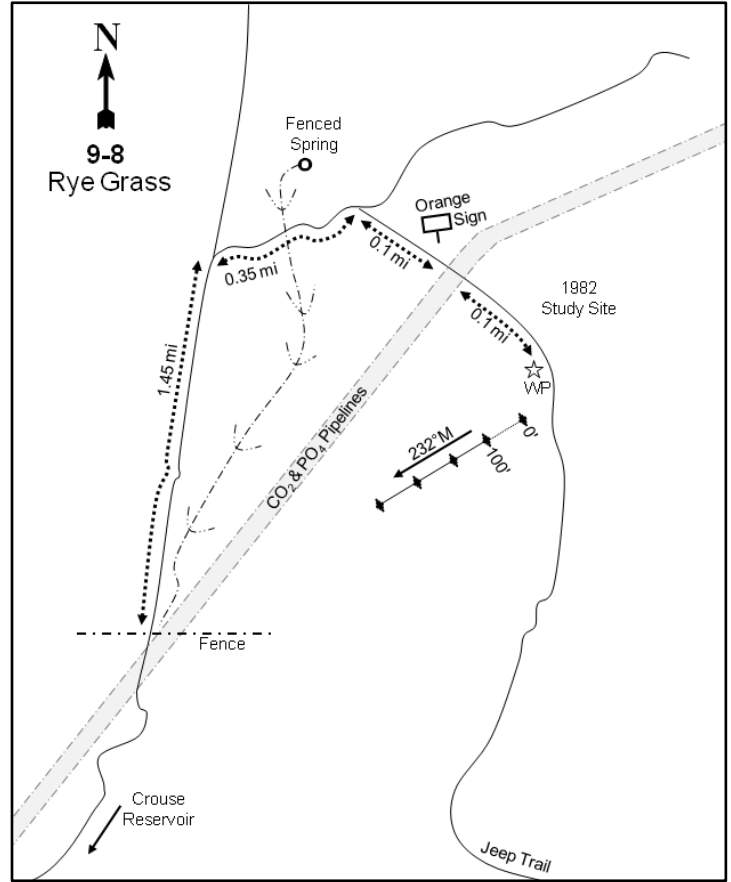 N
9-8
Rye Grass
Fenced
Spring
Orange
Sign
0.35 mi
0.1 mi
1982
Study Site
0.1 mi
1.45 mi
WP
CO₂ & PO₄ Pipelines
232°M
0'
100'
Fence
Crouse
Reservoir
Jeep Trail